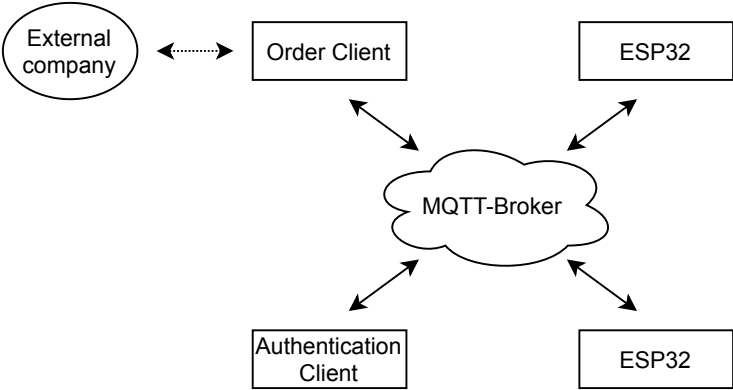 External
company
Order Client
ESP32
MQTT-Broker
Authentication
Client
ESP32